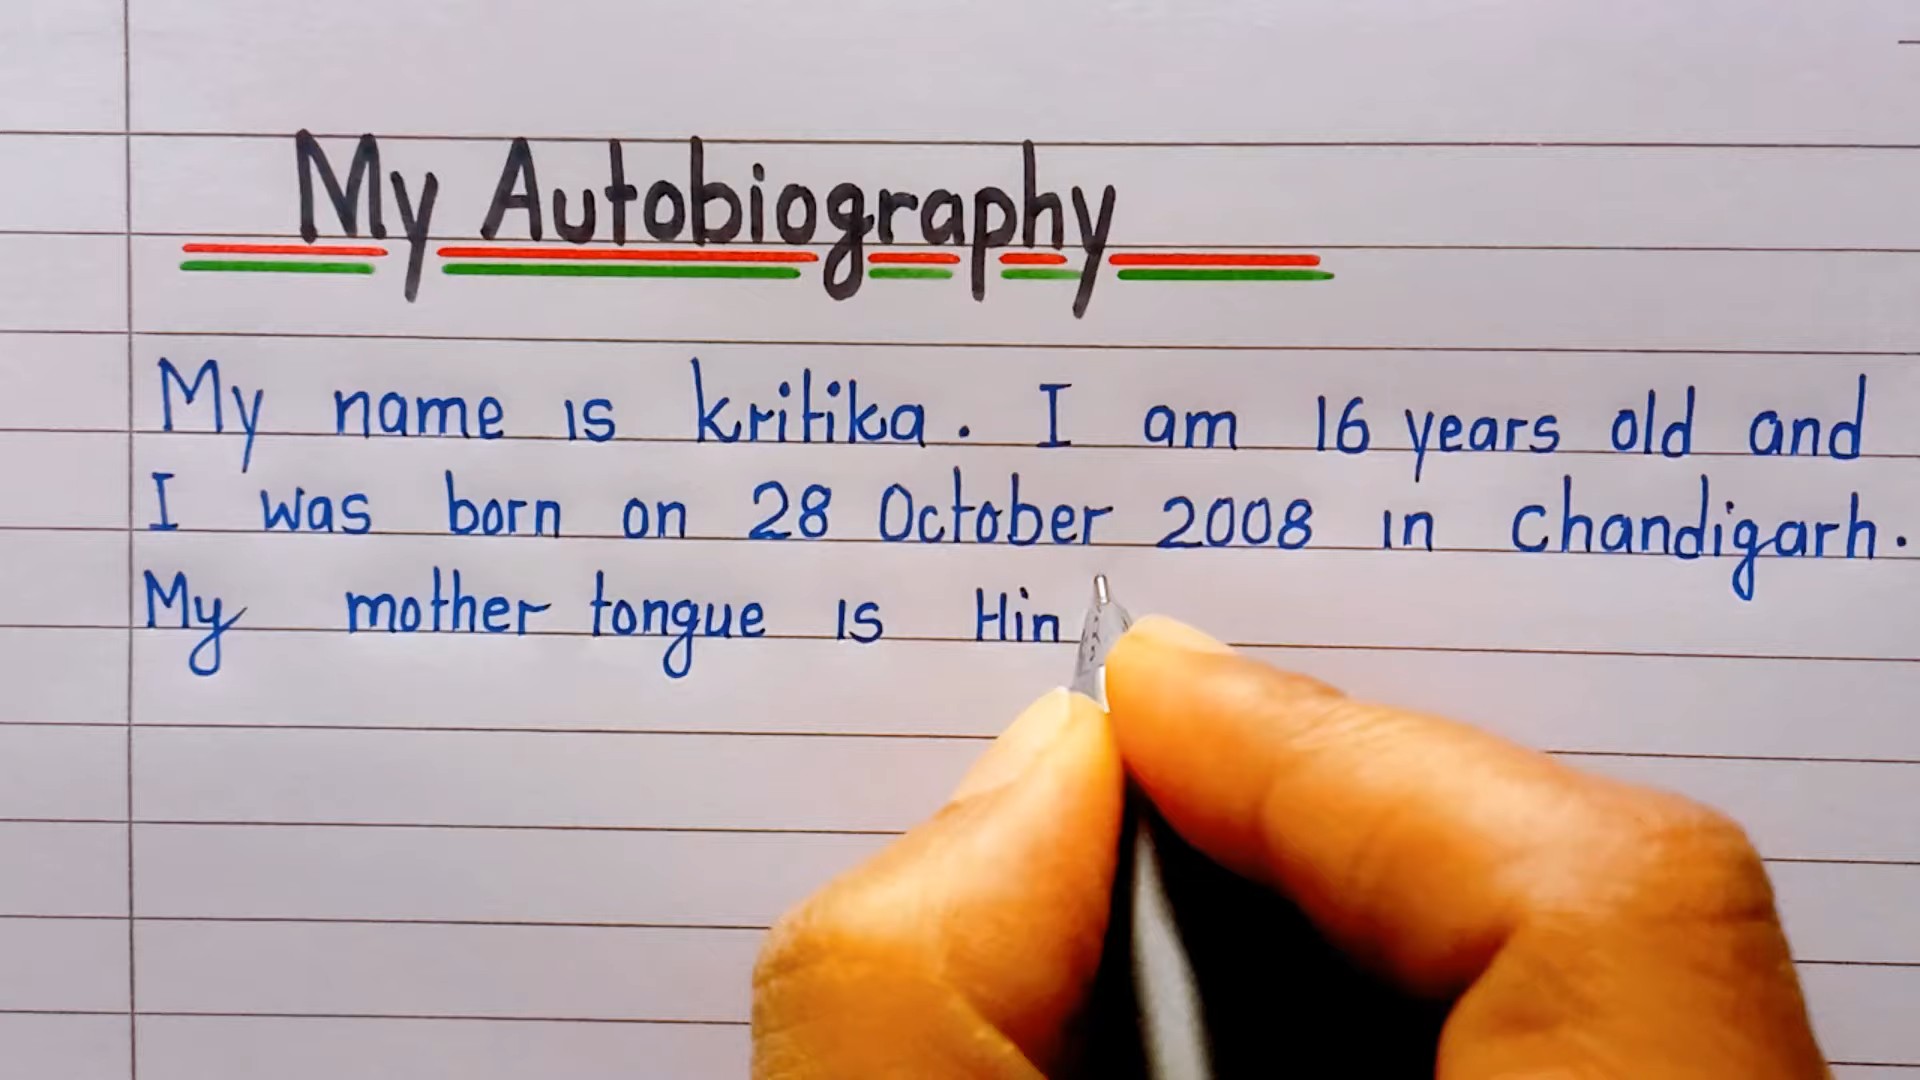 My Autobiography
My name is kritika. I am 16 years old and
I was born on 28 October 2008 in chandigarh.
My mother tongue is Hin